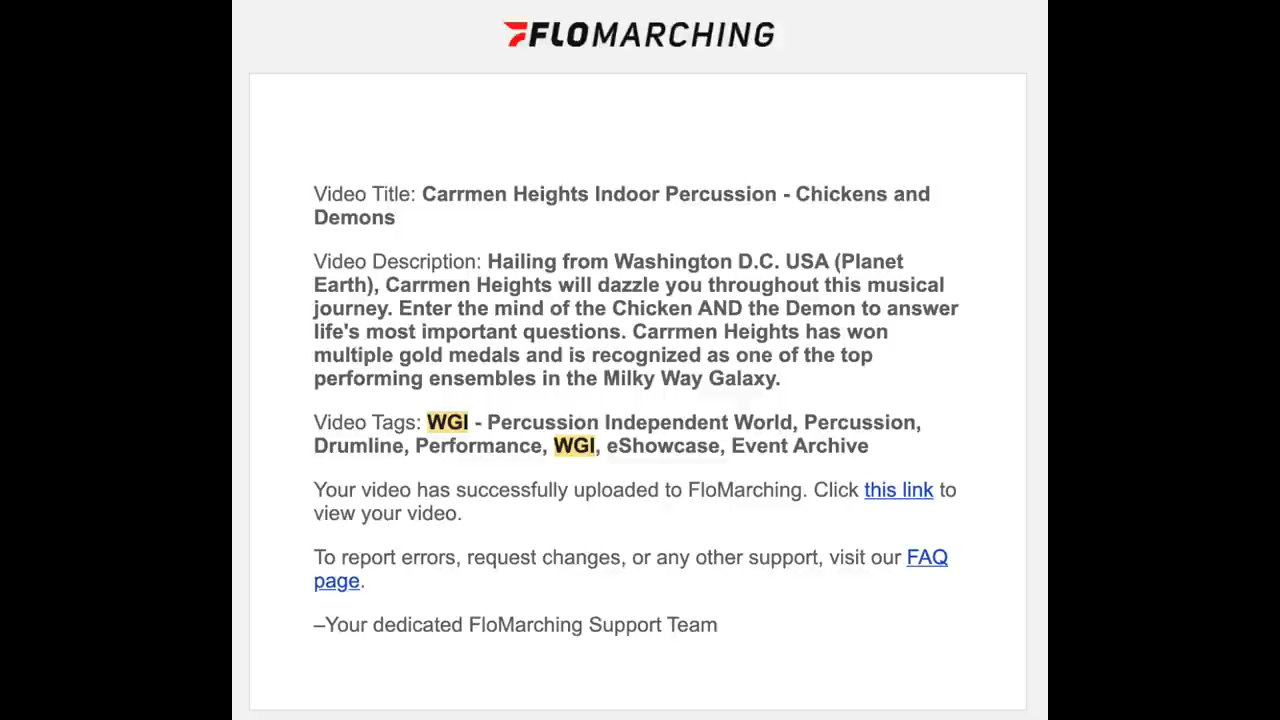 FLOMARCHING
Video Title: Carrmen Heights Indoor Percussion - Chickens and
Demons
Video Description: Hailing from Washington D.C. USA (Planet
Earth), Carrmen Heights will dazzle you throughout this musical
journey. Enter the mind of the Chicken AND the Demon to answer
life's most important questions. Carrmen Heights has won
multiple gold medals and is recognized as one of the top
performing ensembles in the Milky Way Galaxy.
Video Tags: WGI - Percussion Independent World, Percussion,
Drumline, Performance, WGI, eShowcase, Event Archive
Your video has successfully uploaded to FloMarching. Click this link to
view your video.
To report errors, request changes, or any other support, visit our FAQ
page.
–Your dedicated FloMarching Support Team